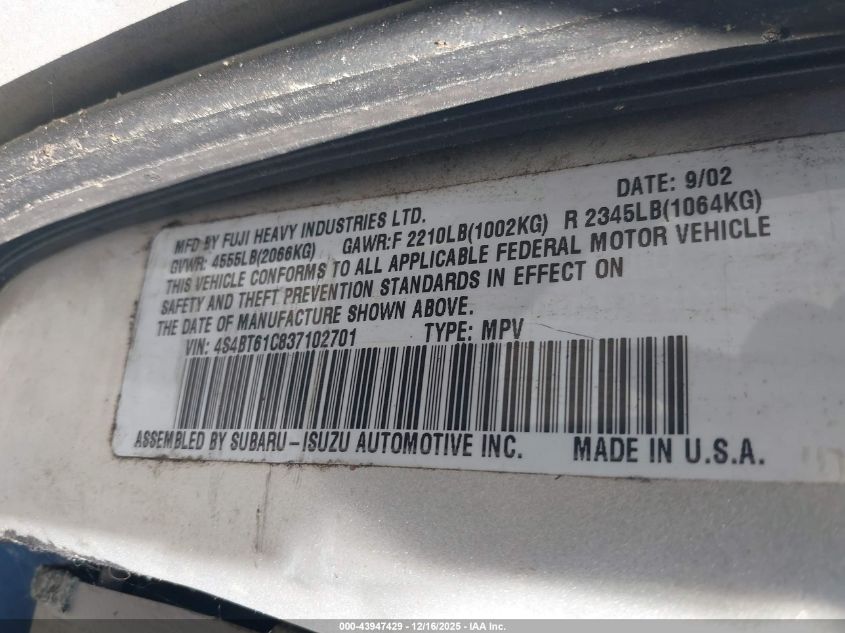 DATE: 9/02
MFD BY FUJI HEAVY INDUSTRIES LTD.
GVWR: 4555LB(2066KG) GAWR:F 2210LB(1002KG) R 2345LB(1064KG)
THIS VEHICLE CONFORMS TO ALL APPLICABLE FEDERAL MOTOR VEHICLE
SAFETY AND THEFT PREVENTION STANDARDS IN EFFECT ON
THE DATE OF MANUFACTURE SHOWN ABOVE.
VIN: 4S4BT61C837102701 TYPE: MPV
ASSEMBLED BY SUBARU-ISUZU AUTOMOTIVE INC. MADE IN U.S.A.
000-43947429 - 12/16/2025 - IAA Inc.